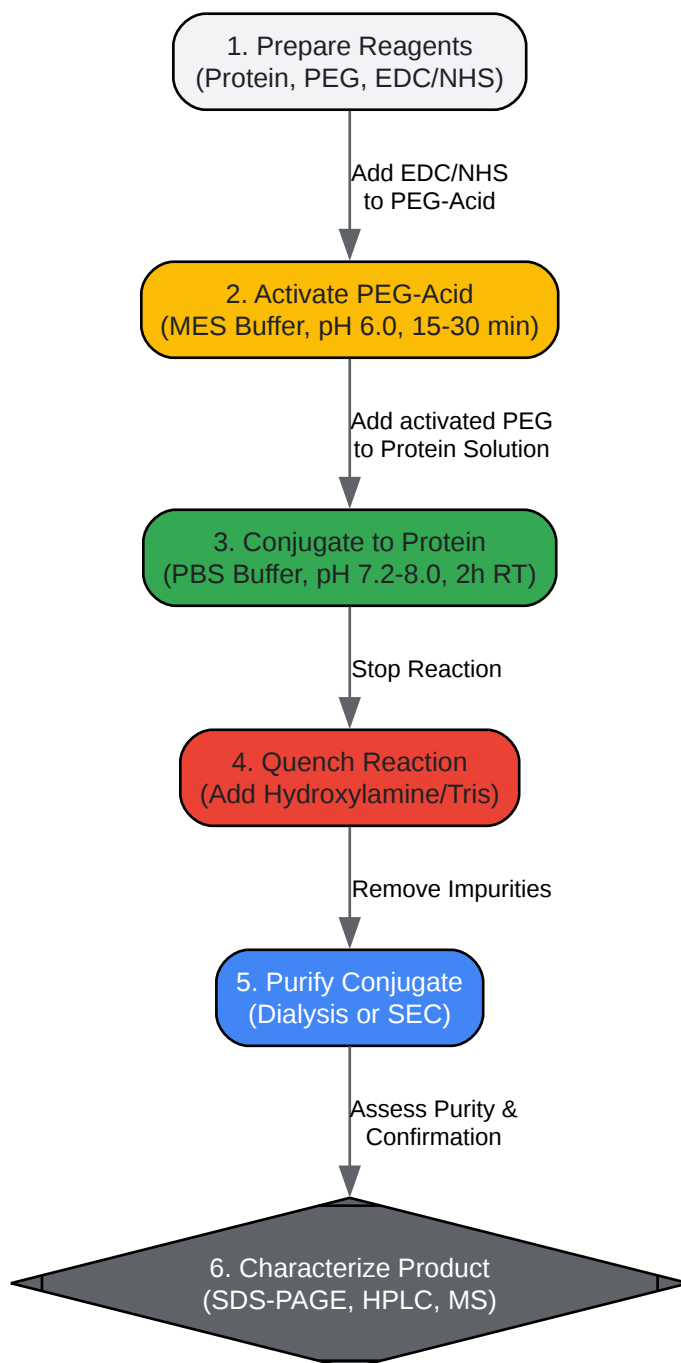 1. Prepare Reagents
(Protein, PEG, EDC/NHS)
Add EDC/NHS
to PEG-Acid
2. Activate PEG-Acid
(MES Buffer, pH 6.0, 15-30 min)
Add activated PEG
to Protein Solution
3. Conjugate to Protein
(PBS Buffer, pH 7.2-8.0, 2h RT)
Stop Reaction
4. Quench Reaction
(Add Hydroxylamine/Tris)
Remove Impurities
5. Purify Conjugate
(Dialysis or SEC)
Assess Purity &
Confirmation
6. Characterize Product
(SDS-PAGE, HPLC, MS)